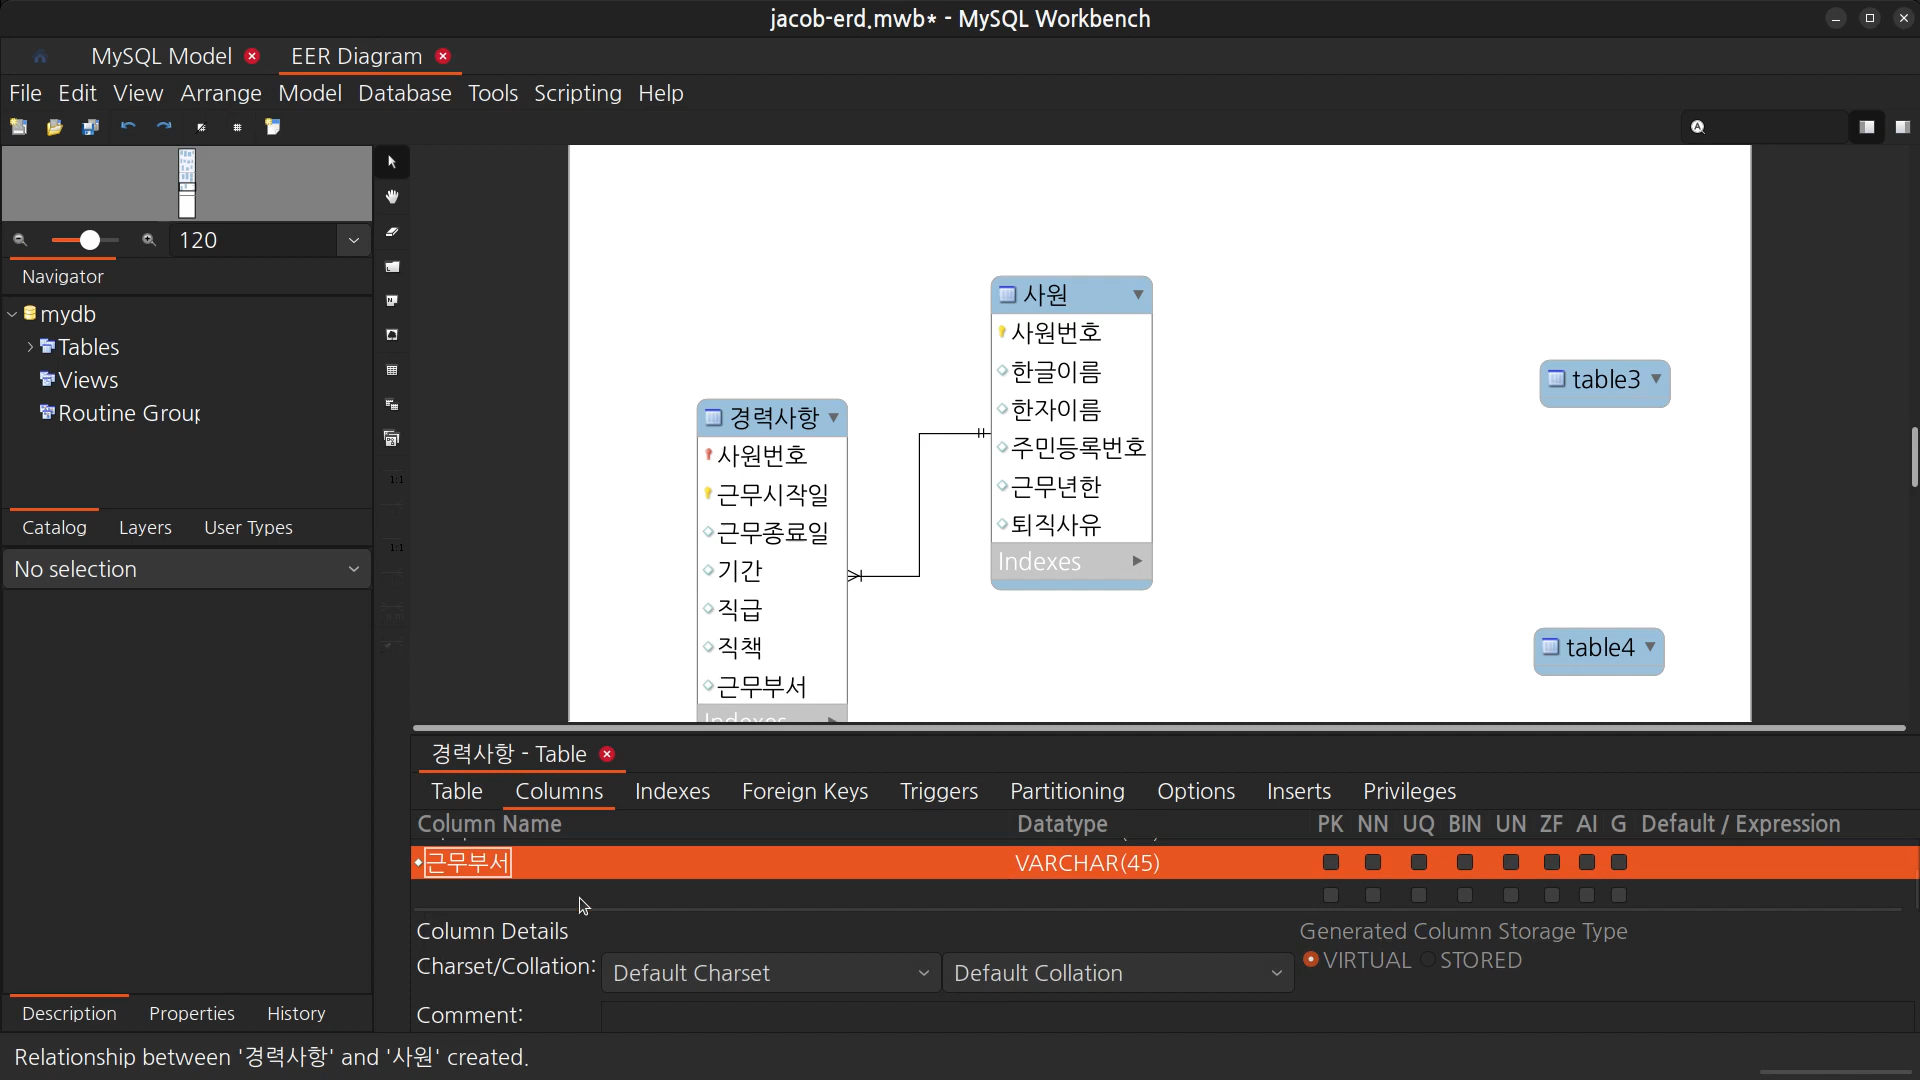 jacob-erd.mwb* - MySQL Workbench
MySQL Model
EER Diagram
File Edit View Arrange Model Database Tools Scripting Help
120
Navigator
mydb
Tables
Views
Routine Group
Catalog Layers User Types
No selection
Description Properties History
사원
사원번호
한글이름
한자이름
주민등록번호
근무년한
퇴직사유
Indexes
경력사항
사원번호
근무시작일
근무종료일
기간
직급
직책
근무부서
Indexes
table3
table4
경력사항 - Table
Table Columns Indexes Foreign Keys Triggers Partitioning Options Inserts Privileges
Column Name Datatype PK NN UQ BIN UN ZF AI G Default / Expression
근무부서 VARCHAR(45)
Column Details
Generated Column Storage Type
Charset/Collation: Default Charset Default Collation
VIRTUAL STORED
Comment:
Relationship between '경력사항' and '사원' created.